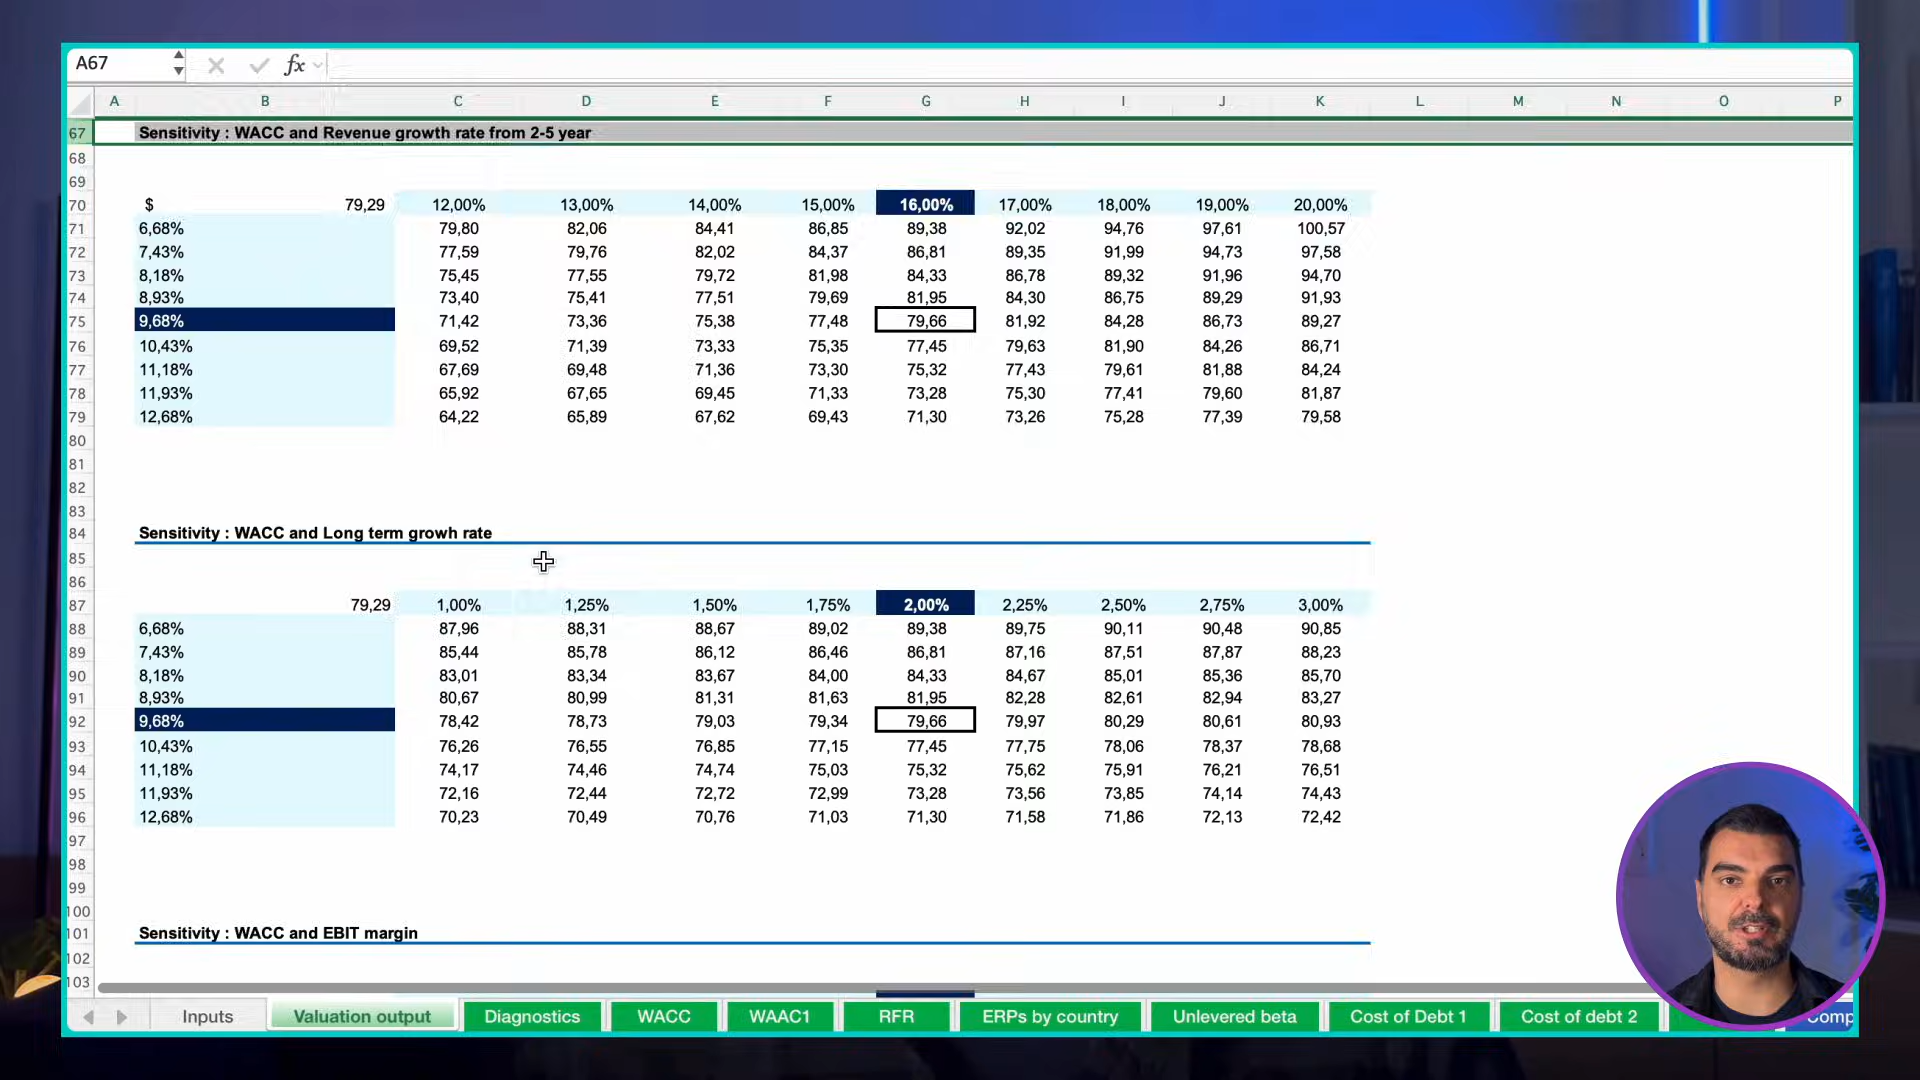 A67
fx
A B C D E F G H I J K L M N O P
67 Sensitivity : WACC and Revenue growth rate from 2-5 year
68
69
70 $ 79,29 12,00% 13,00% 14,00% 15,00% 16,00% 17,00% 18,00% 19,00% 20,00%
71 6,68% 79,80 82,06 84,41 86,85 89,38 92,02 94,76 97,61 100,57
72 7,43% 77,59 79,76 82,02 84,37 86,81 89,35 91,99 94,73 97,58
73 8,18% 75,45 77,55 79,72 81,98 84,33 86,78 89,32 91,96 94,70
74 8,93% 73,40 75,41 77,51 79,69 81,95 84,30 86,75 89,29 91,93
75 9,68% 71,42 73,36 75,38 77,48 79,66 81,92 84,28 86,73 89,27
76 10,43% 69,52 71,39 73,33 75,35 77,45 79,63 81,90 84,26 86,71
77 11,18% 67,69 69,48 71,36 73,30 75,32 77,43 79,61 81,88 84,24
78 11,93% 65,92 67,65 69,45 71,33 73,28 75,30 77,41 79,60 81,87
79 12,68% 64,22 65,89 67,62 69,43 71,30 73,26 75,28 77,39 79,58
80
81
82
83
84 Sensitivity : WACC and Long term growth rate
85
86
87 79,29 1,00% 1,25% 1,50% 1,75% 2,00% 2,25% 2,50% 2,75% 3,00%
88 6,68% 87,96 88,31 88,67 89,02 89,38 89,75 90,11 90,48 90,85
89 7,43% 85,44 85,78 86,12 86,46 86,81 87,16 87,51 87,87 88,23
90 8,18% 83,01 83,34 83,67 84,00 84,33 84,67 85,01 85,36 85,70
91 8,93% 80,67 80,99 81,31 81,63 81,95 82,28 82,61 82,94 83,27
92 9,68% 78,42 78,73 79,03 79,34 79,66 79,97 80,29 80,61 80,93
93 10,43% 76,26 76,55 76,85 77,15 77,45 77,75 78,06 78,37 78,68
94 11,18% 74,17 74,46 74,74 75,03 75,32 75,62 75,91 76,21 76,51
95 11,93% 72,16 72,44 72,72 72,99 73,28 73,56 73,85 74,14 74,43
96 12,68% 70,23 70,49 70,76 71,03 71,30 71,58 71,86 72,13 72,42
97
98
99
100
101 Sensitivity : WACC and EBIT margin
102
103
Inputs Valuation output Diagnostics WACC WAAC1 RFR ERPs by country Unlevered beta Cost of Debt 1 Cost of debt 2 Comp